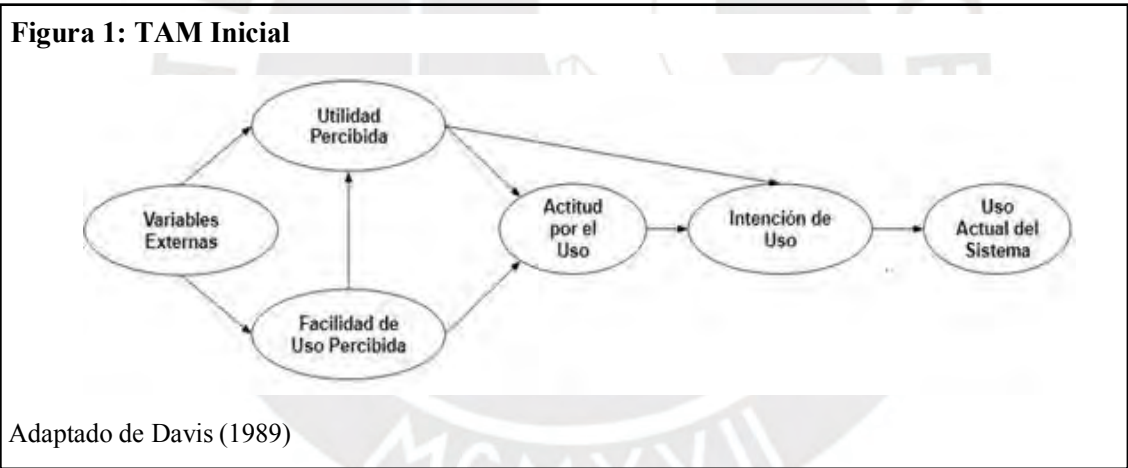 Figura 1: TAM Inicial
Utilidad
Percibida
Variables
Externas
Actitud
por el
Uso
Intención de
Uso
Uso
Actual del
Sistema
Facilidad de
Uso Percibida
Adaptado de Davis (1989)
MCMXVII